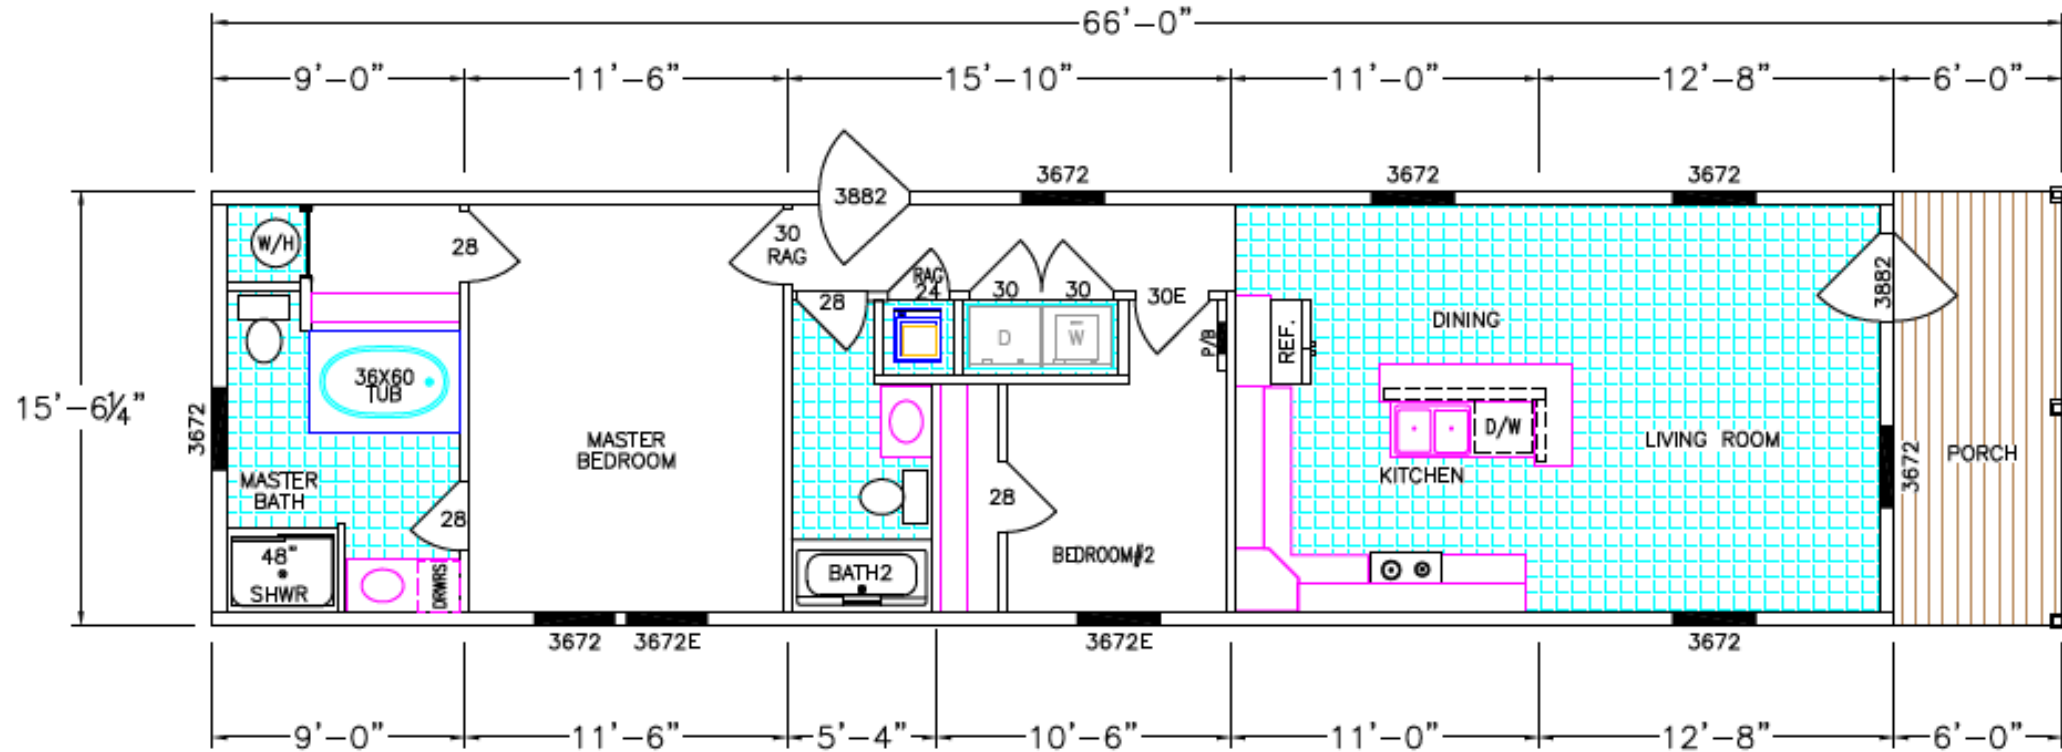 66'-0"
9'-0" 11'-6" 15'-10" 11'-0" 12'-8" 6'-0"
3672 3672 3672
3882
W/H 28 30
RAG
3882
RAG
24
28 30 30 30E
P/B
REF.
DINING
D W
36X60
TUB
15'-6¼"
3672
MASTER
BEDROOM
D/W
LIVING ROOM
PORCH
3672
KITCHEN
MASTER
BATH
28
28
48"
SHWR
DRWRS
BATH2
BEDROOM#2
3672 3672E 3672E 3672
9'-0" 11'-6" 5'-4" 10'-6" 11'-0" 12'-8" 6'-0"